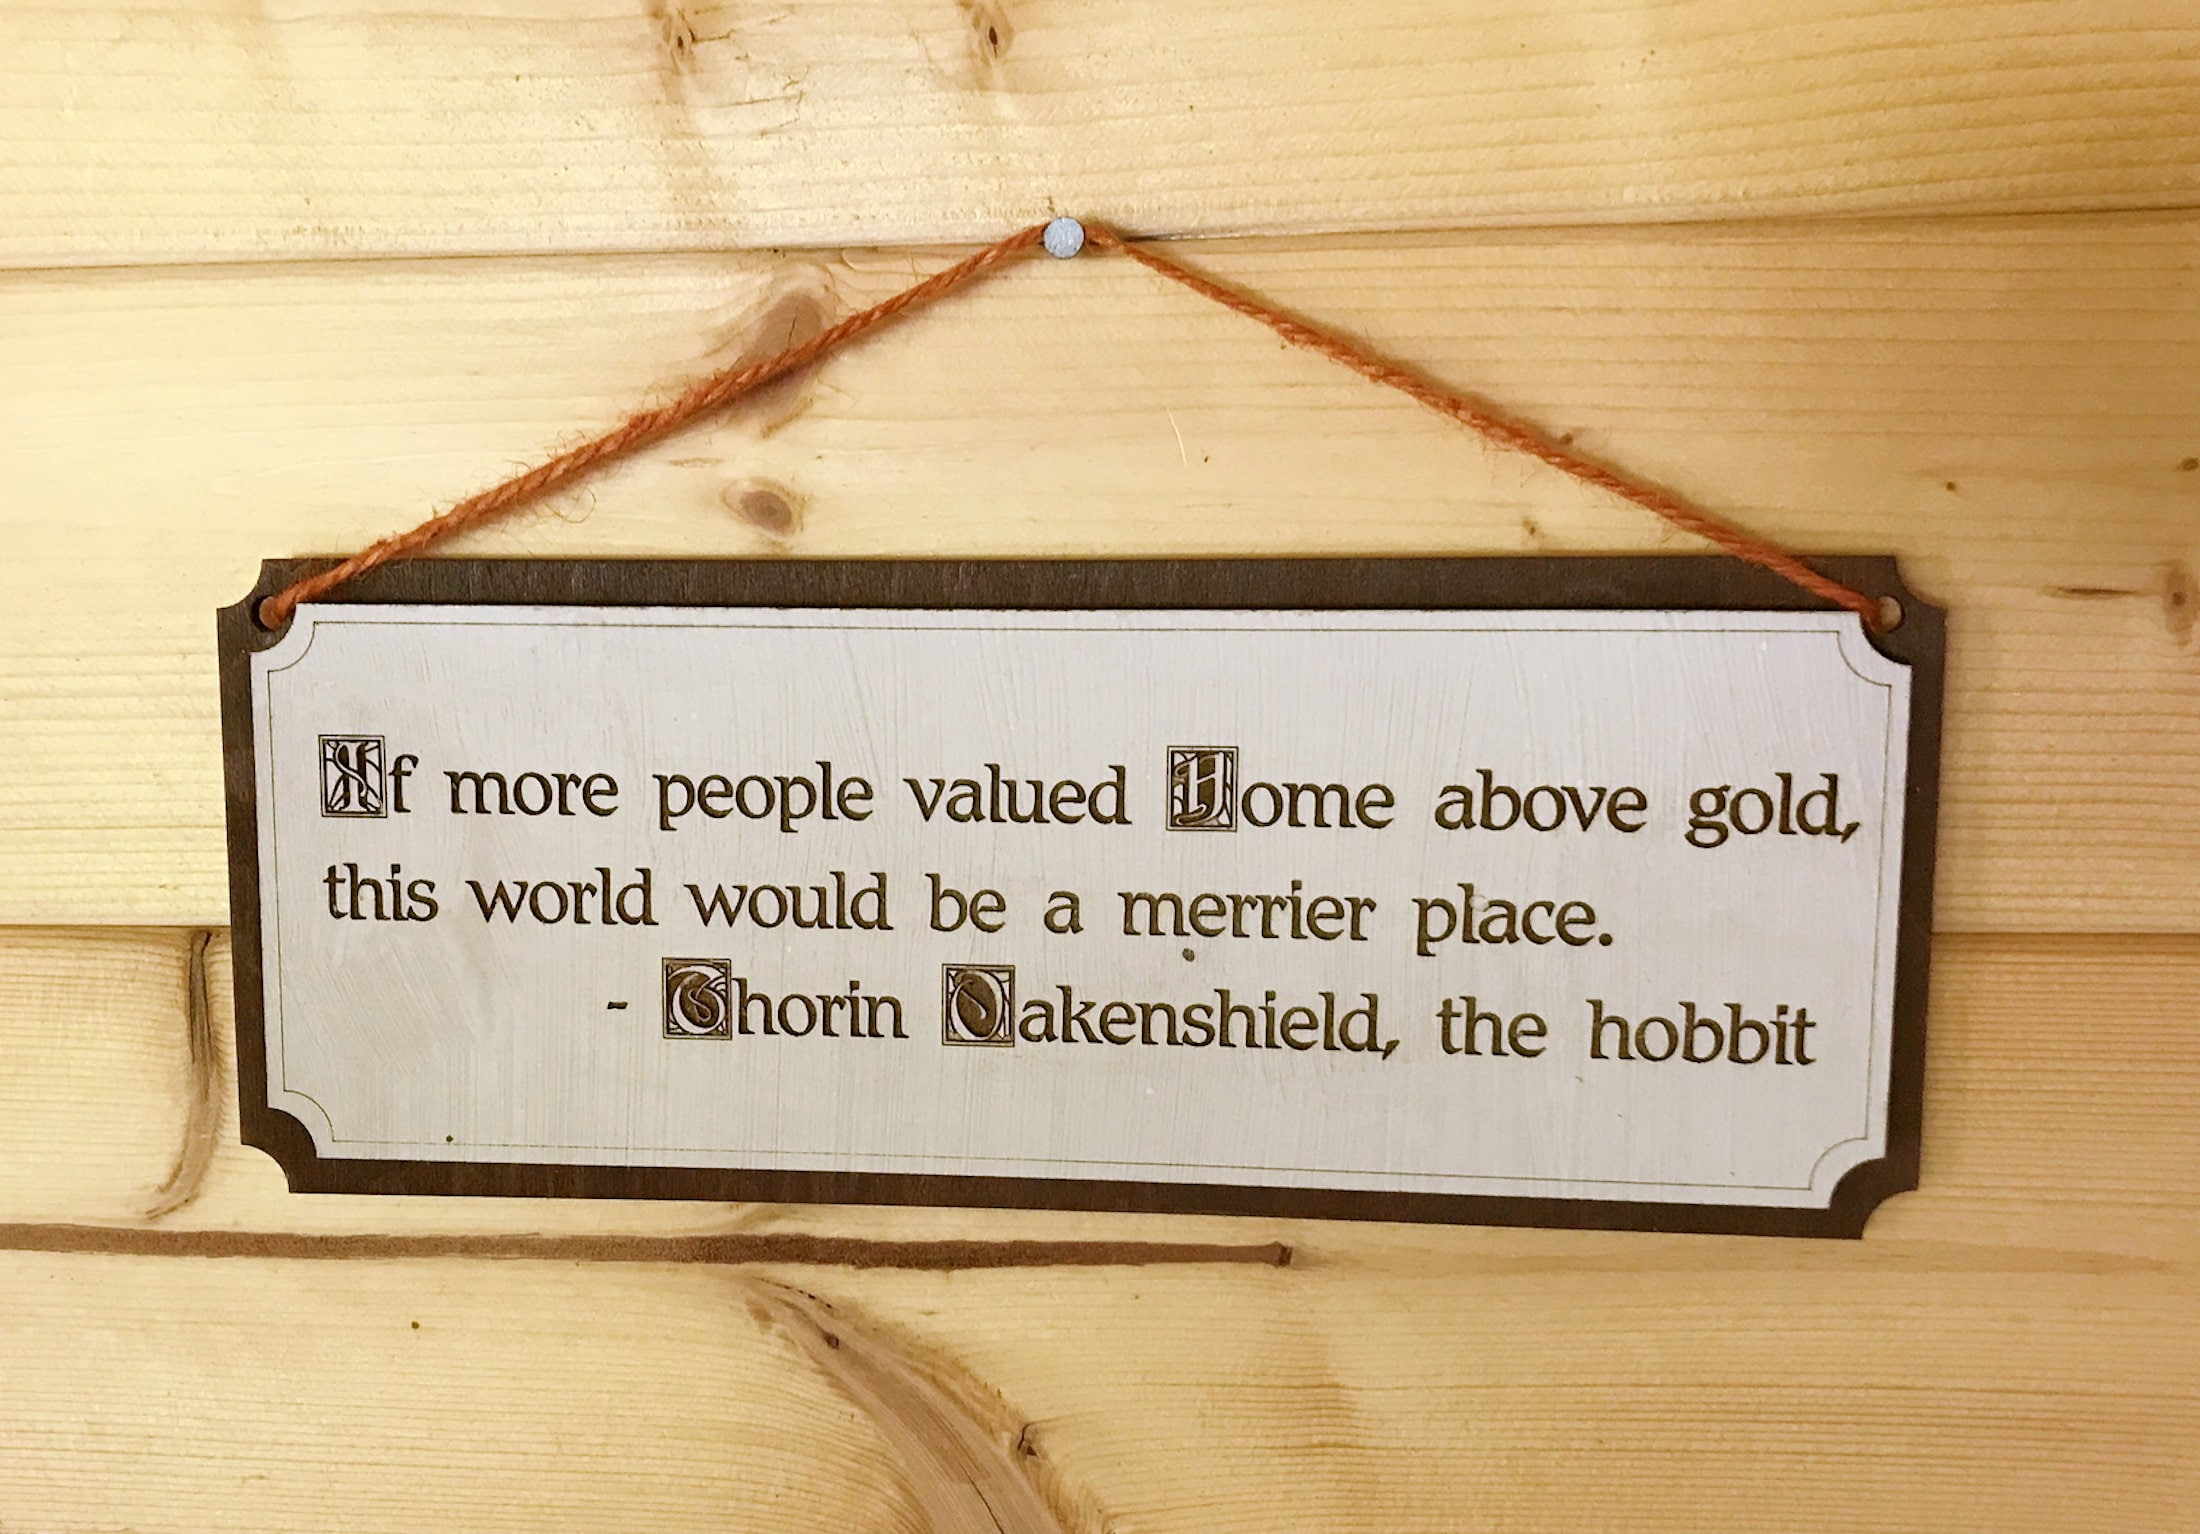 If more people valued Home above gold,
this world would be a merrier place.
- Thorin Oakenshield, the hobbit